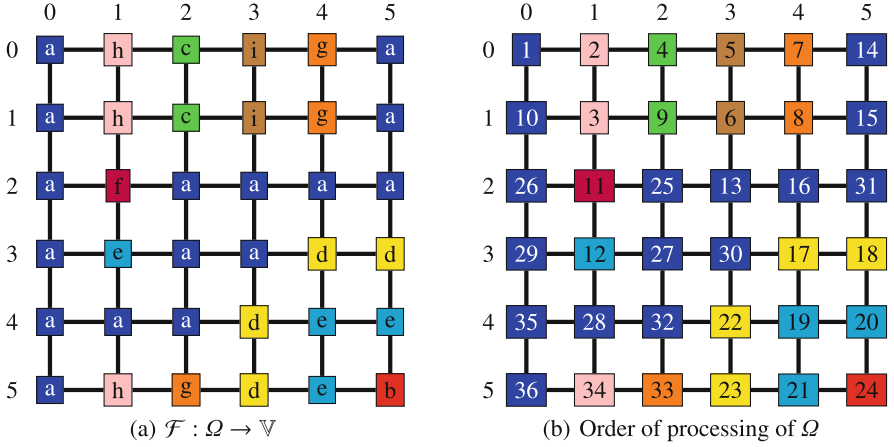 0 1 2 3 4 5 0 1 2 3 4 5
0 a h c i g a 0 1 2 4 5 7 14
1 a h c i g a 1 10 3 9 6 8 15
2 a f a a a a 2 26 11 25 13 16 31
3 a e a a d d 3 29 12 27 30 17 18
4 a a a d e e 4 35 28 32 22 19 20
5 a h g d e b 5 36 34 33 23 21 24
(a) ℱ : Ω → 𝕍 (b) Order of processing of Ω